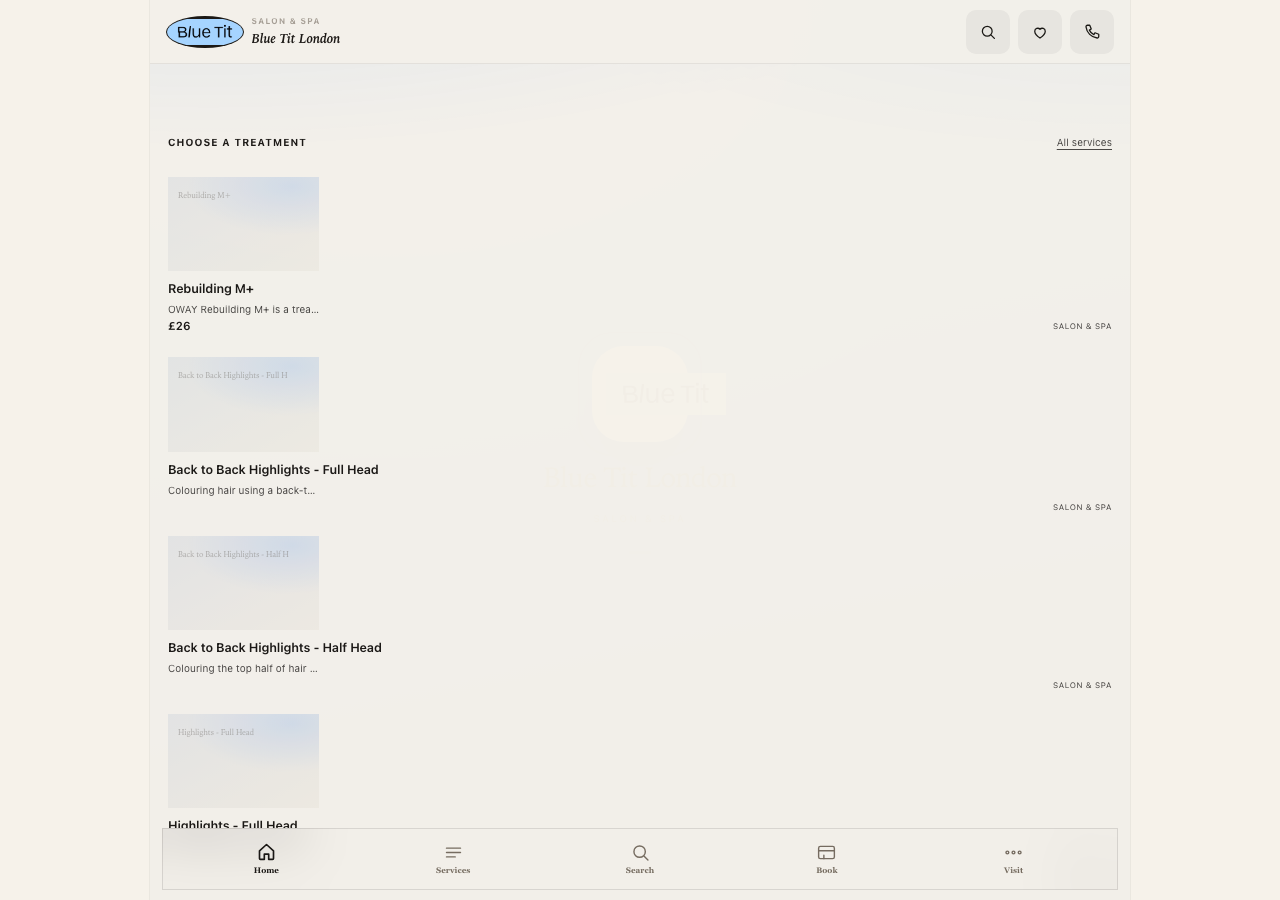 Blue Tit
SALON & SPA
Blue Tit London
CHOOSE A TREATMENT
All services
Rebuilding M+
Rebuilding M+
OWAY Rebuilding M+ is a trea...
£26
SALON & SPA
Blue Tit
Back to Back Highlights - Full H
Back to Back Highlights - Full Head
Colouring hair using a back-t...
SALON & SPA
Back to Back Highlights - Half H
Back to Back Highlights - Half Head
Colouring the top half of hair ...
SALON & SPA
Highlights - Full Head
Highlights - Full Head
Home
Services
Search
Book
Visit